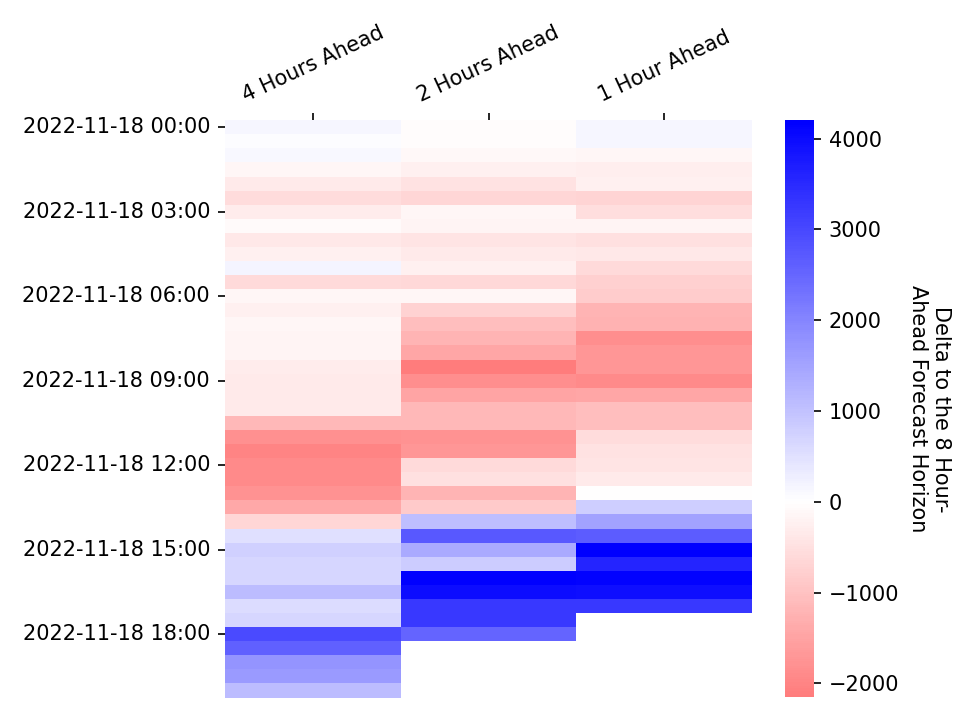 4 Hours Ahead
2 Hours Ahead
1 Hour Ahead
2022-11-18 00:00
2022-11-18 03:00
2022-11-18 06:00
2022-11-18 09:00
2022-11-18 12:00
2022-11-18 15:00
2022-11-18 18:00
4000
3000
2000
1000
0
−1000
−2000
Delta to the 8 Hour-
Ahead Forecast Horizon